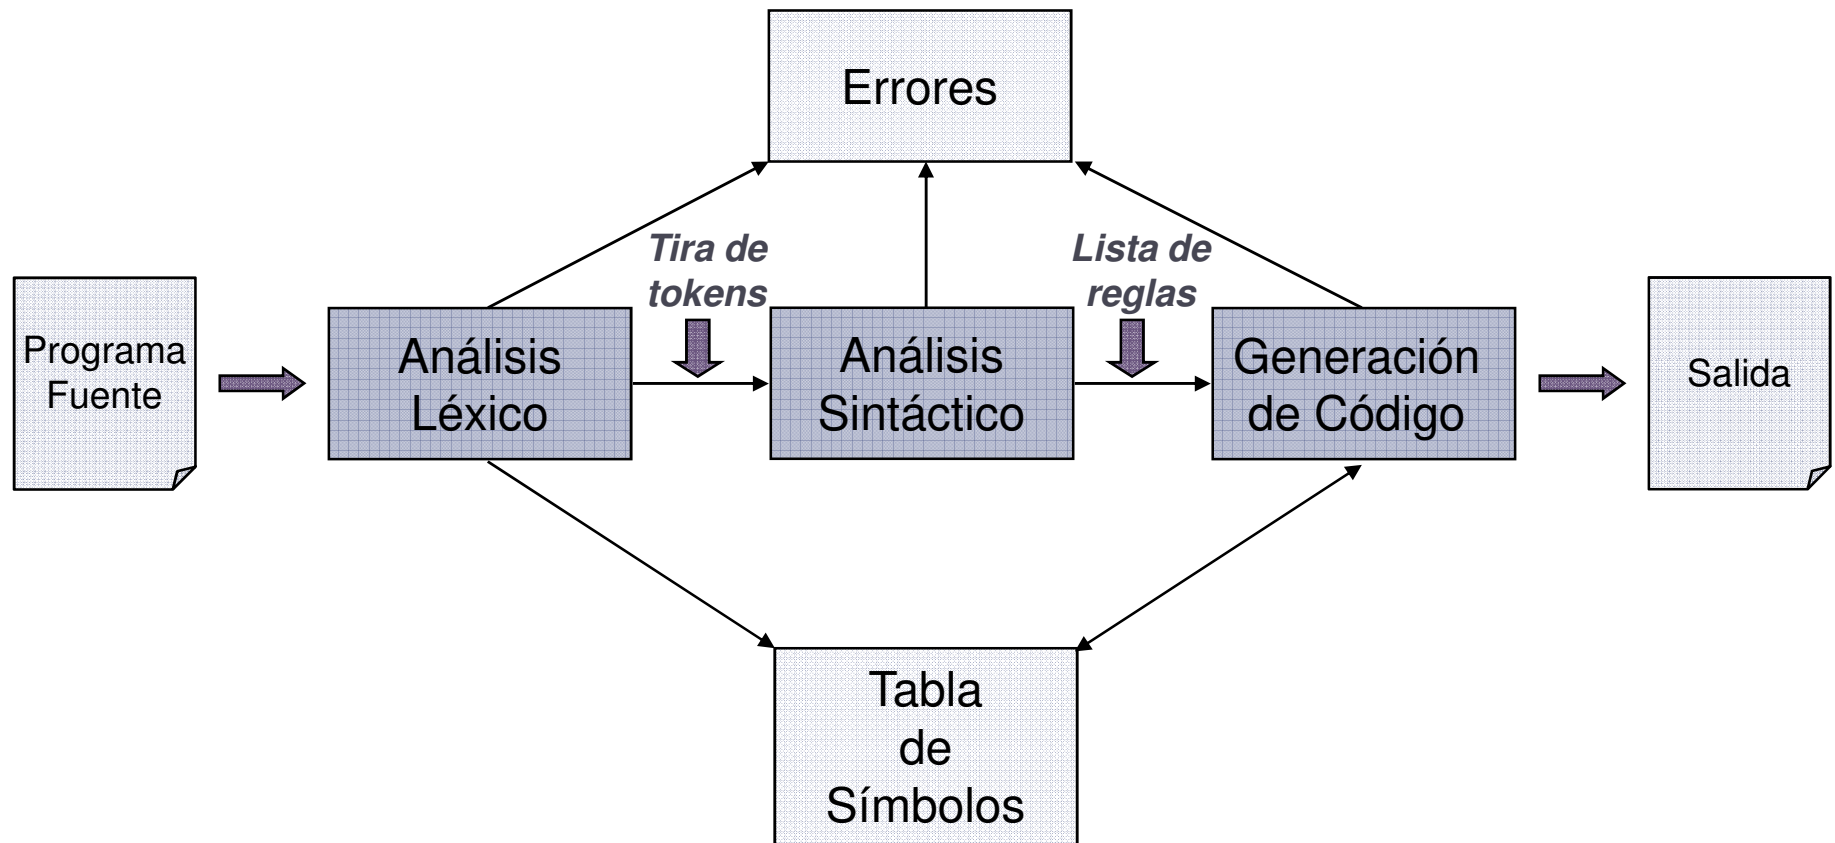 Errores
Tira de
tokens
Lista de
reglas
Programa
Fuente
Análisis
Léxico
Análisis
Sintáctico
Generación
de Código
Salida
Tabla
de
Símbolos